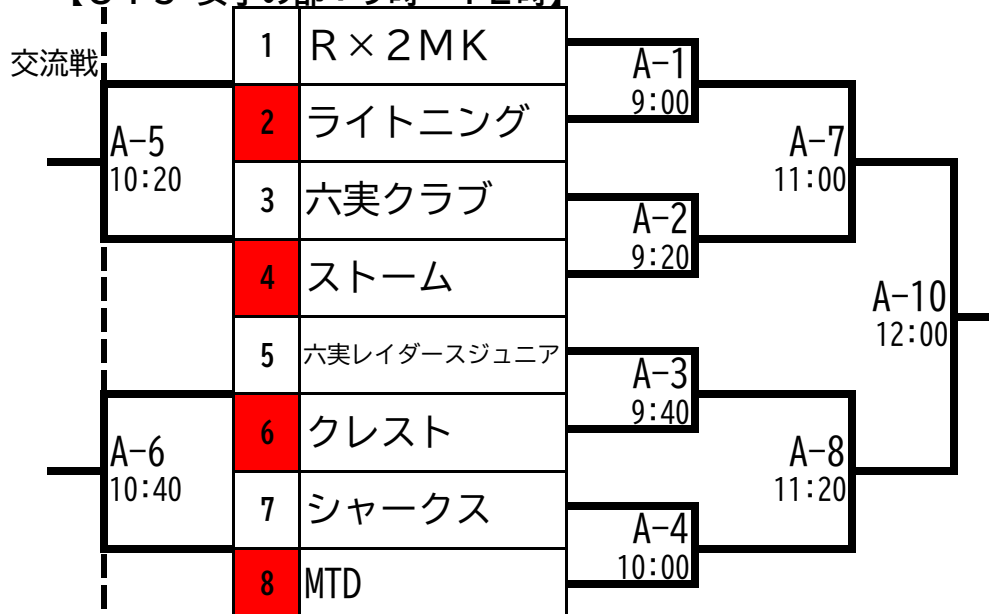 交流戦
1 R×2MK
2 ライトニング
3 六実クラブ
4 ストーム
5 六実レイダースジュニア
6 クレスト
7 シャークス
8 MTD
A-5
10:20
A-6
10:40
A-1
9:00
A-2
9:20
A-3
9:40
A-4
10:00
A-7
11:00
A-8
11:20
A-10
12:00